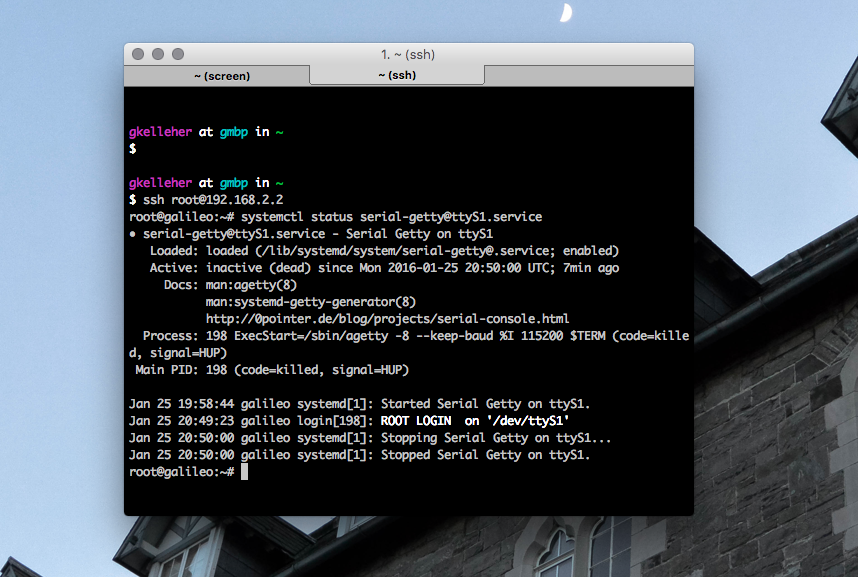 1. ~ (ssh)
~ (screen)
~ (ssh)
gkelleher at gmbp in ~
$
gkelleher at gmbp in ~
$ ssh root@192.168.2.2
root@galileo:~# systemctl status serial-getty@ttyS1.service
● serial-getty@ttyS1.service - Serial Getty on ttyS1
Loaded: loaded (/lib/systemd/system/serial-getty@.service; enabled)
Active: inactive (dead) since Mon 2016-01-25 20:50:00 UTC; 7min ago
Docs: man:agetty(8)
man:systemd-getty-generator(8)
http://0pointer.de/blog/projects/serial-console.html
Process: 198 ExecStart=/sbin/agetty -8 --keep-baud %I 115200 $TERM (code=kille
d, signal=HUP)
Main PID: 198 (code=killed, signal=HUP)
Jan 25 19:58:44 galileo systemd[1]: Started Serial Getty on ttyS1.
Jan 25 20:49:23 galileo login[198]: ROOT LOGIN  on '/dev/ttyS1'
Jan 25 20:50:00 galileo systemd[1]: Stopping Serial Getty on ttyS1...
Jan 25 20:50:00 galileo systemd[1]: Stopped Serial Getty on ttyS1.
root@galileo:~#